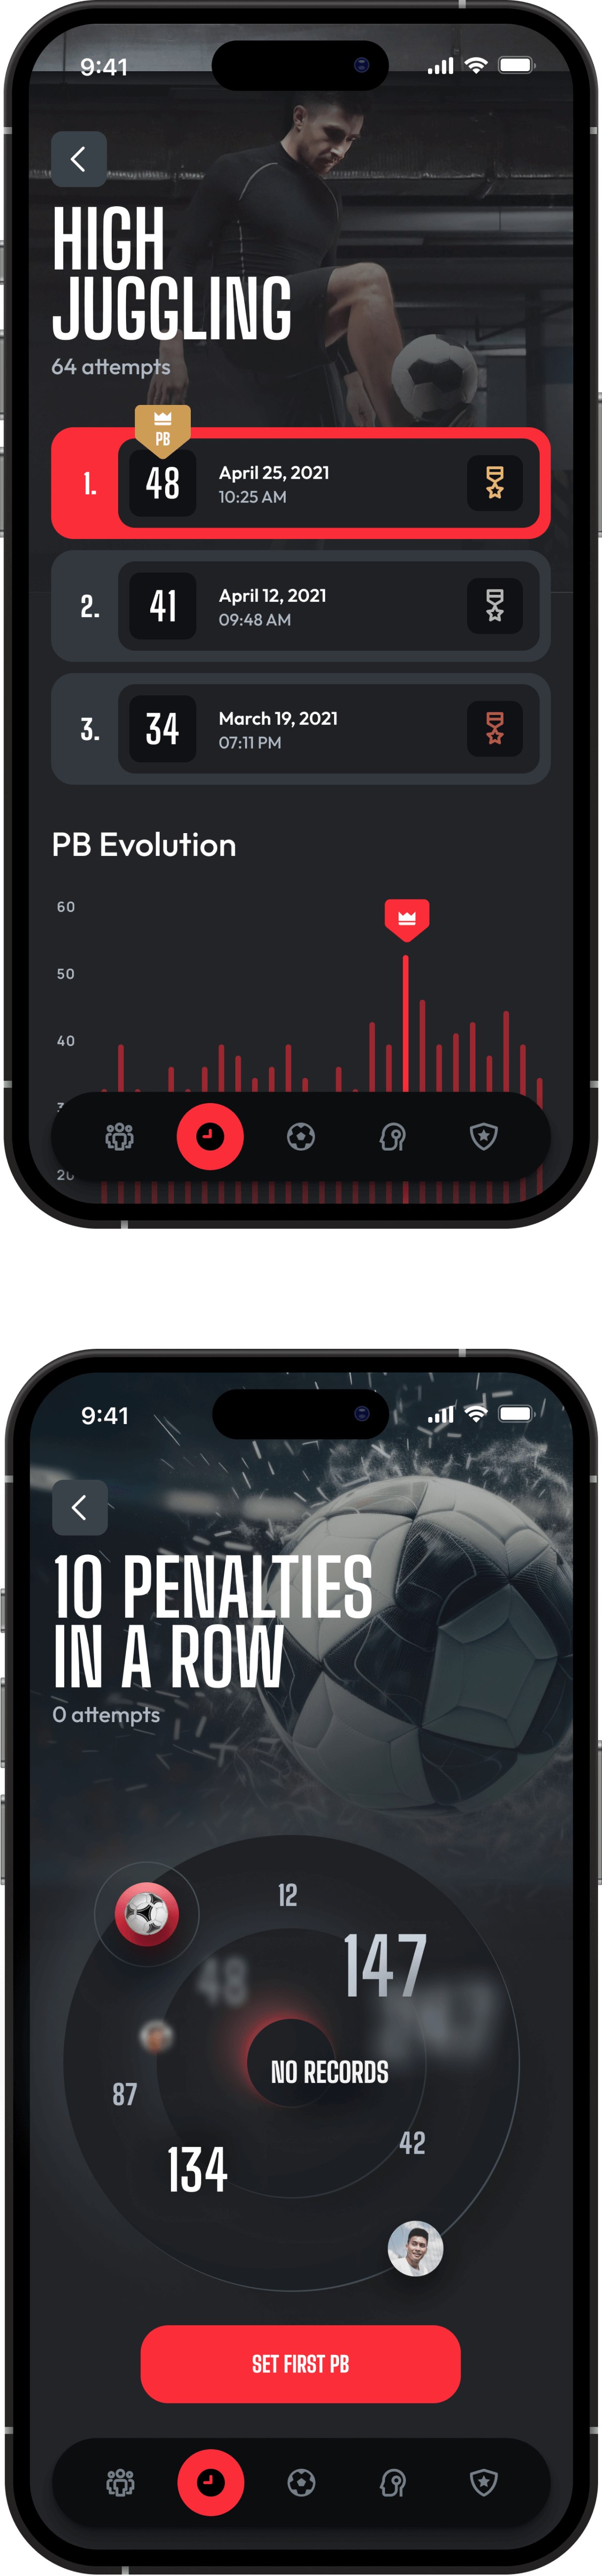 9:41
HIGH
JUGGLING
64 attempts
PB
1.
48
April 25, 2021
10:25 AM
2.
41
April 12, 2021
09:48 AM
3.
34
March 19, 2021
07:11 PM
PB Evolution
60
50
40
9:41
10 PENALTIES
IN A ROW
0 attempts
12
147
48
NO RECORDS
87
42
134
SET FIRST PB